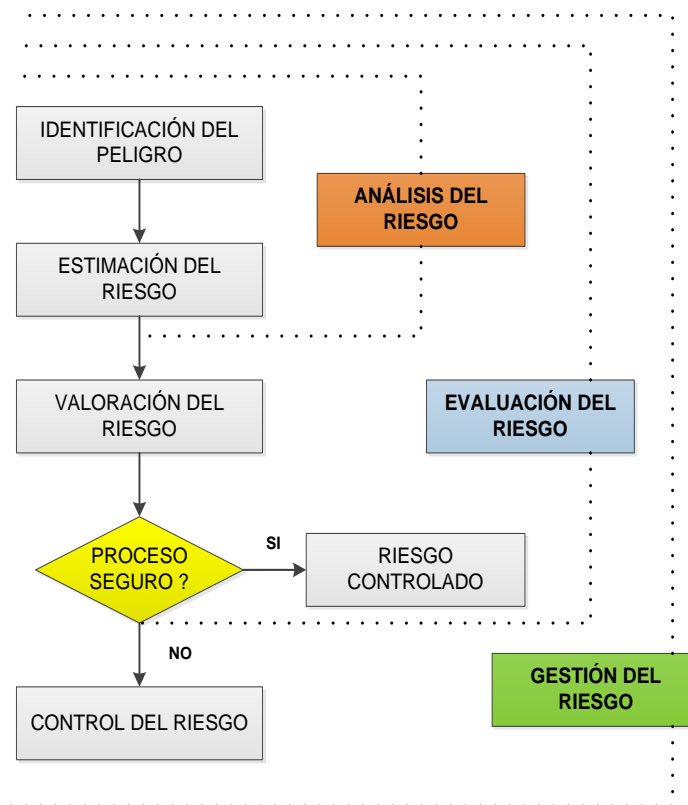 IDENTIFICACIÓN DEL
PELIGRO
ANÁLISIS DEL
RIESGO
ESTIMACIÓN DEL
RIESGO
VALORACIÓN DEL
RIESGO
EVALUACIÓN DEL
RIESGO
PROCESO
SEGURO ?
SI
RIESGO
CONTROLADO
NO
GESTIÓN DEL
RIESGO
CONTROL DEL RIESGO